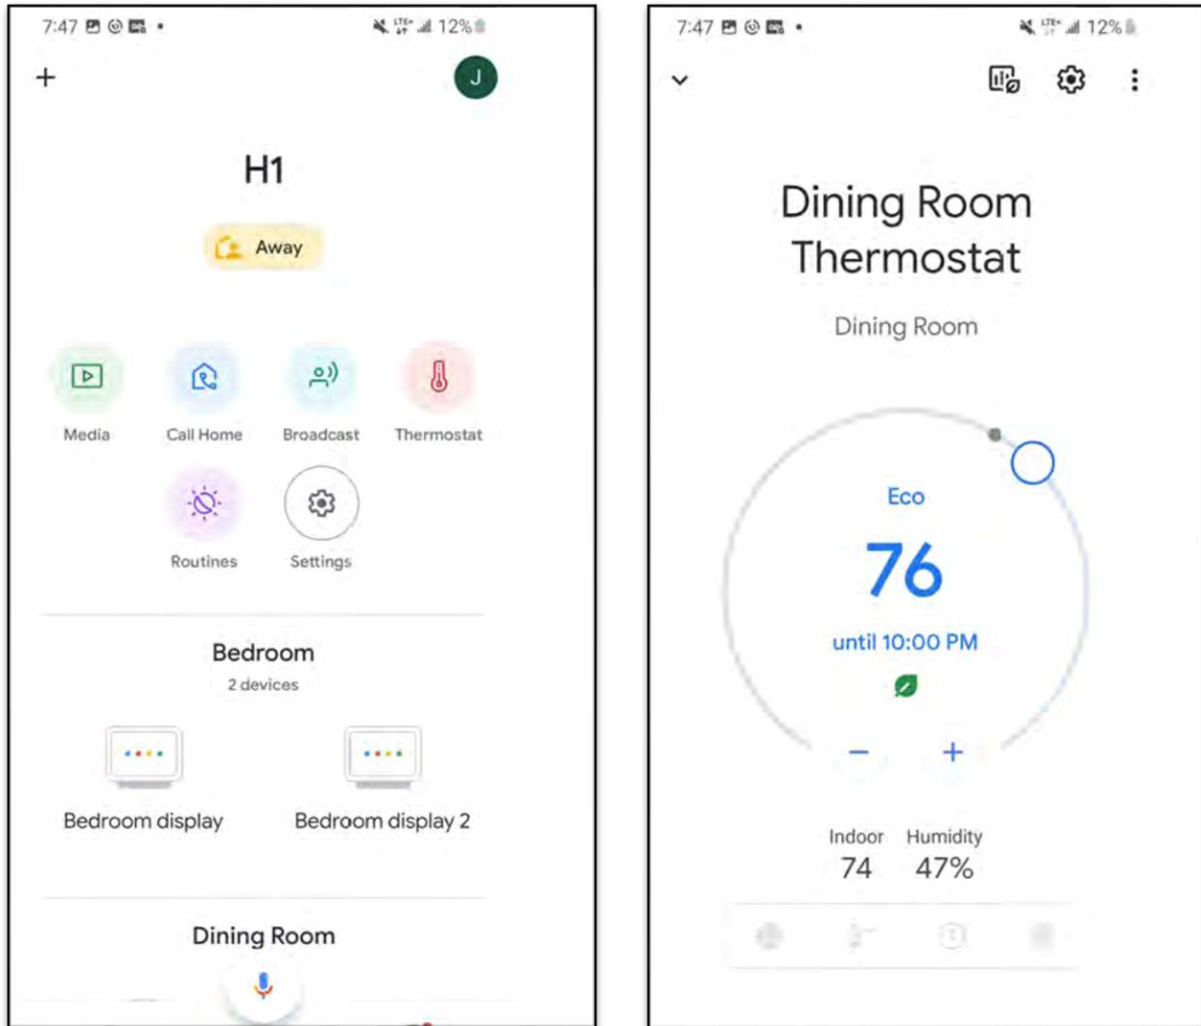 7:47 12%
J
H1
Away
Media Call Home Broadcast Thermostat
Routines Settings
Bedroom
2 devices
Bedroom display Bedroom display 2
Dining Room
7:47 LTE+ 12%
Dining Room
Thermostat
Dining Room
Eco
76
until 10:00 PM
− +
Indoor Humidity
74 47%